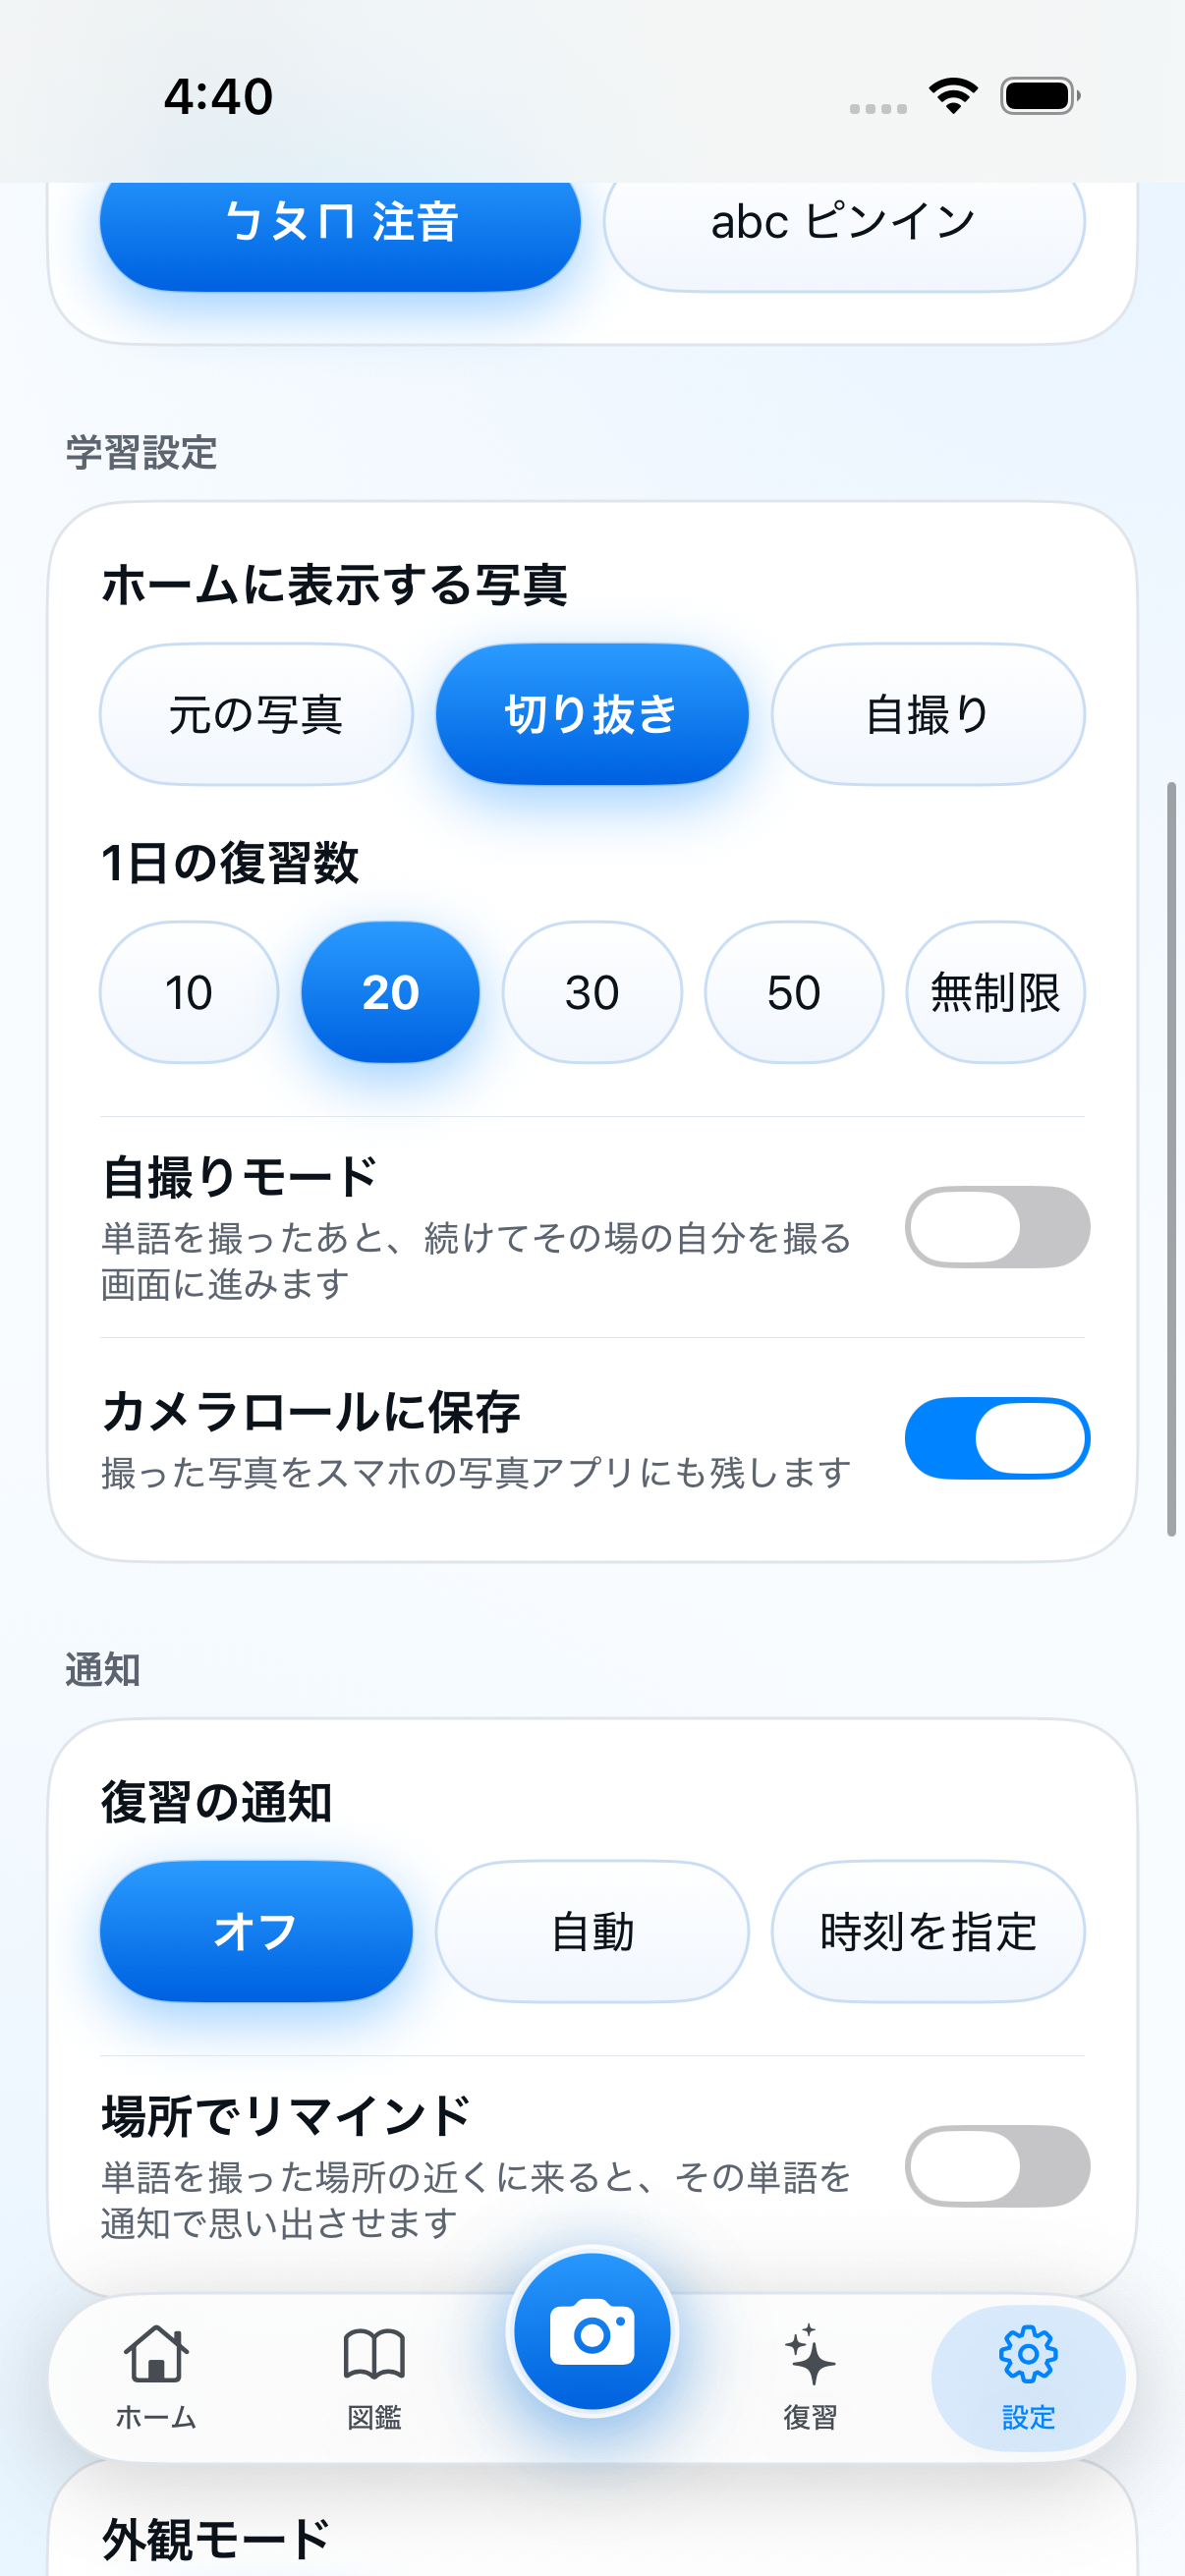 4:40
ㄅㄆㄇ 注音
abc ピンイン
学習設定
ホームに表示する写真
元の写真
切り抜き
自撮り
1日の復習数
10
20
30
50
無制限
自撮りモード
単語を撮ったあと、続けてその場の自分を撮る
画面に進みます
カメラロールに保存
撮った写真をスマホの写真アプリにも残します
通知
復習の通知
オフ
自動
時刻を指定
場所でリマインド
単語を撮った場所の近くに来ると、その単語を
通知で思い出させます
ホーム
図鑑
復習
設定
外観モード